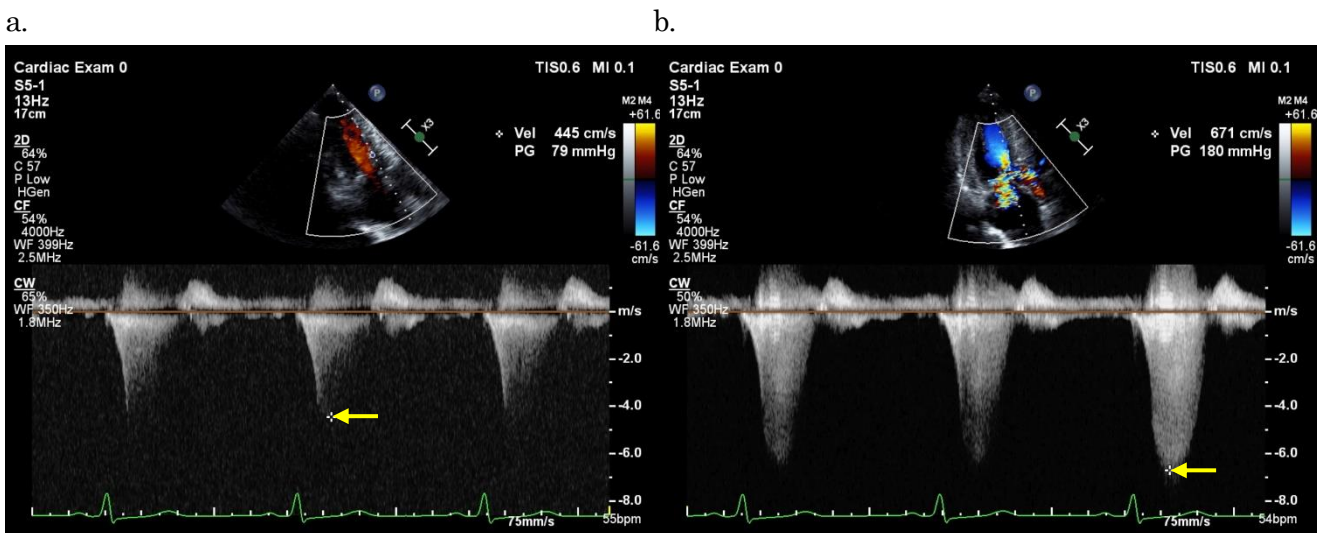 a.
Cardiac Exam 0
TIS0.6 MI 0.1
S5-1
13Hz
17cm
2D
64%
C 57
P Low
HGen
CF
54%
4000Hz
WF 399Hz
2.5MHz
P
X3
Vel 445 cm/s
PG 79 mmHg
M2 M4
+61.6
-61.6
cm/s
CW
65%
WF 350Hz
1.8MHz
m/s
-2.0
-4.0
-6.0
-8.0
75mm/s
55bpm
b.
Cardiac Exam 0
TIS0.6 MI 0.1
S5-1
13Hz
17cm
2D
64%
C 57
P Low
HGen
CF
54%
4000Hz
WF 399Hz
2.5MHz
P
X3
Vel 671 cm/s
PG 180 mmHg
M2 M4
+61.6
-61.6
cm/s
CW
50%
WF 350Hz
1.8MHz
m/s
-2.0
-4.0
-6.0
-8.0
75mm/s
54bpm